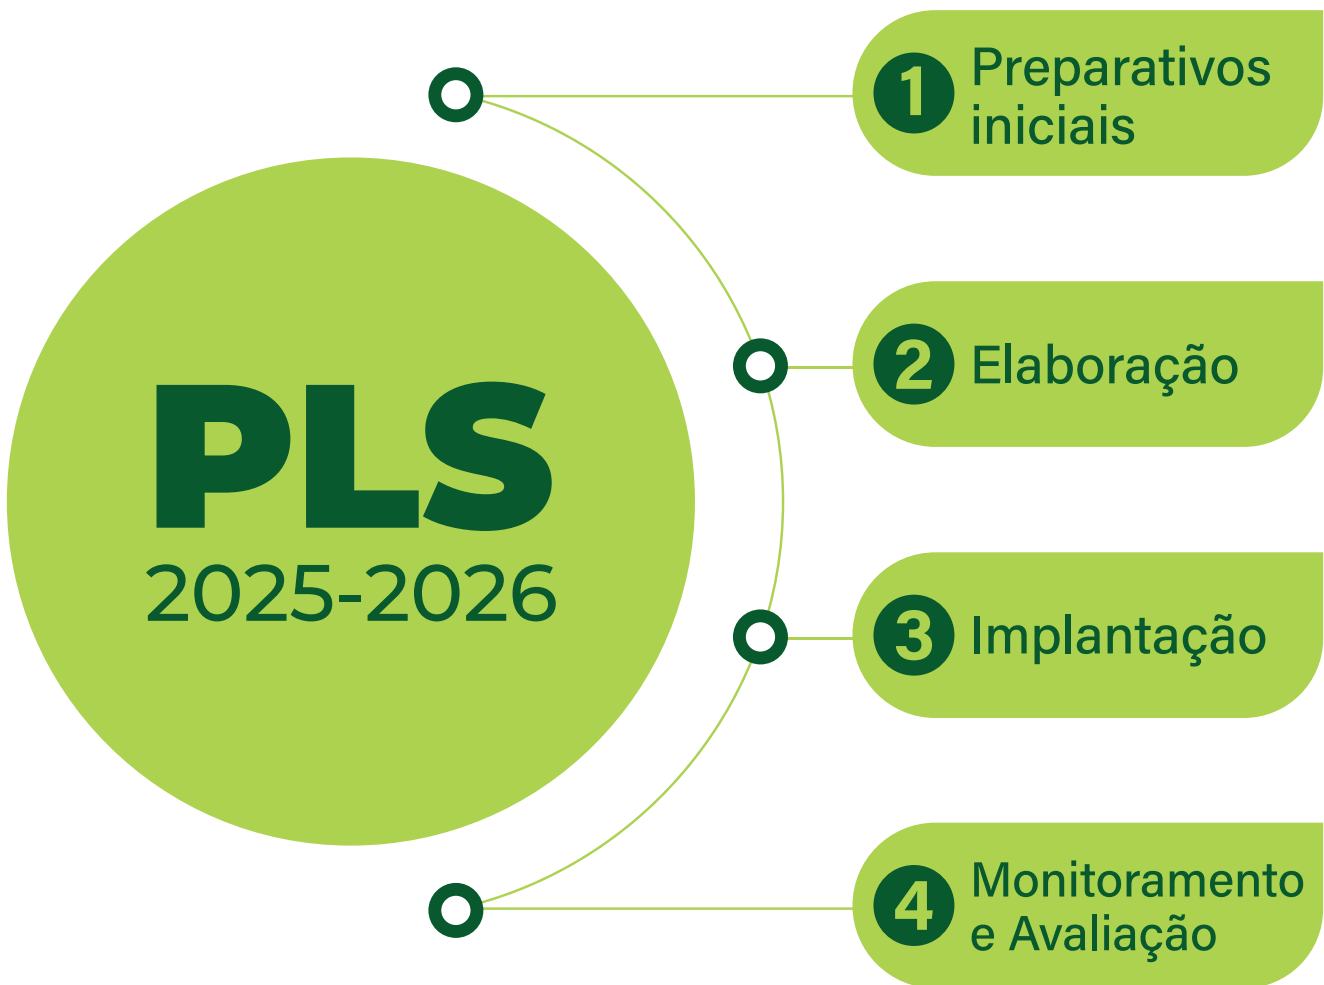 PLS
2025-2026
1 Preparativos
iniciais
2 Elaboração
3 Implantação
4 Monitoramento
e Avaliação